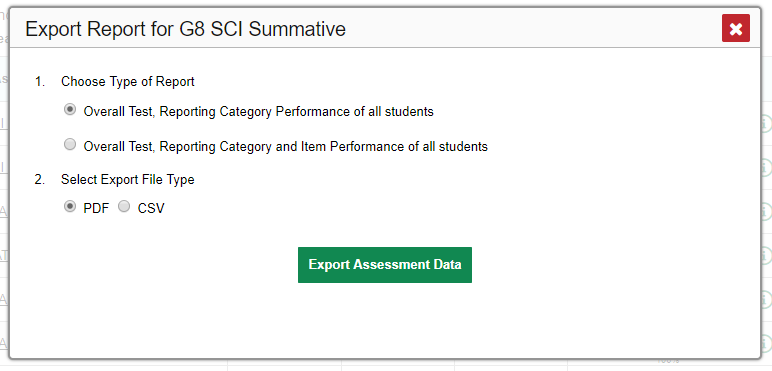 Export Report for G8 SCI Summative
1. Choose Type of Report
Overall Test, Reporting Category Performance of all students
Overall Test, Reporting Category and Item Performance of all students
2. Select Export File Type
PDF CSV
Export Assessment Data